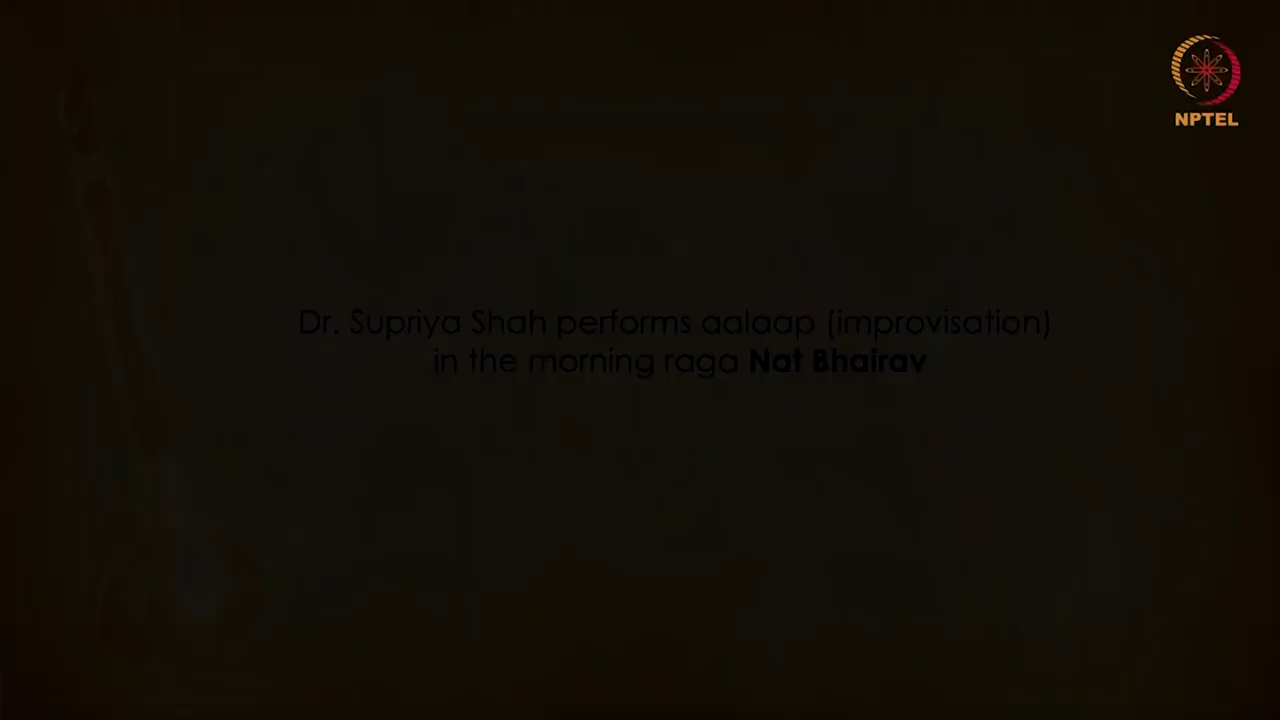 NPTEL
Dr. Supriya Shah performs aalaap (improvisation)
in the morning raga Nat Bhairav